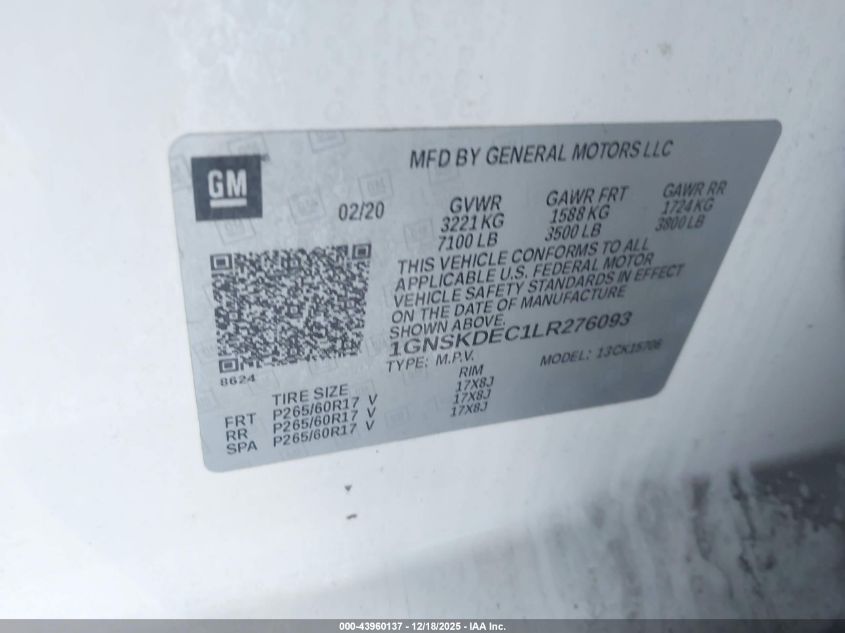 GM
MFD BY GENERAL MOTORS LLC
02/20
GVWR
3221 KG
7100 LB
GAWR FRT
1588 KG
3500 LB
GAWR RR
1724 KG
3800 LB
THIS VEHICLE CONFORMS TO ALL
APPLICABLE U.S. FEDERAL MOTOR
VEHICLE SAFETY STANDARDS IN EFFECT
ON THE DATE OF MANUFACTURE
SHOWN ABOVE.
1GNSKDEC1LR276093
TYPE: M.P.V.
MODEL: 13CK15706
8624
TIRE SIZE
RIM
FRT P265/60R17 V 17X8J
RR P265/60R17 V 17X8J
SPA P265/60R17 V 17X8J
000-43960137 - 12/18/2025 - IAA Inc.